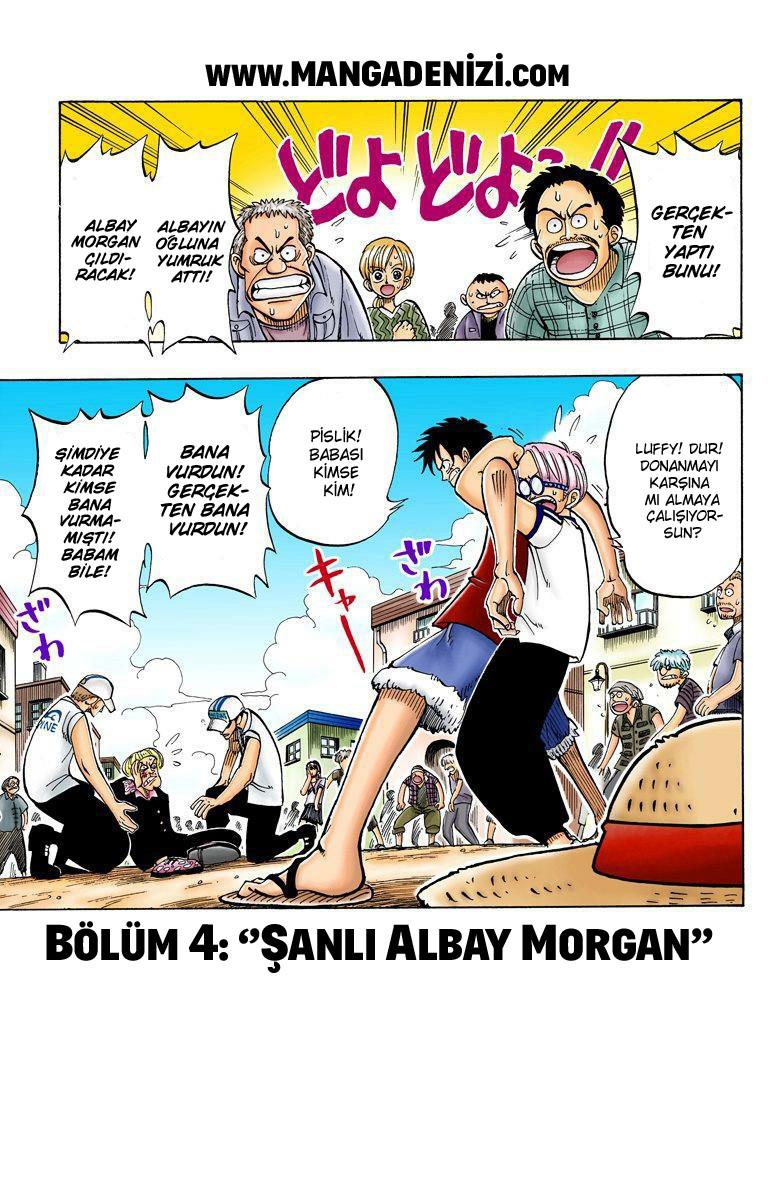 WWW.MANGADENİZİ.COM
どよどよっ!!
GERÇEK-
TEN
YAPTI
BUNU!
ALBAYIN
OĞLUNA
YUMRUK
ATTI!
ALBAY
MORGAN
ÇILDI-
RACAK!
LUFFY! DUR!
DONANMAYI
KARŞINA
MI ALMAYA
ÇALIŞIYOR-
SUN?
PİSLİK!
BABASI
KİMSE
KİM!
ざわ
キャー
BANA
VURDUN!
GERÇEK-
TEN BANA
VURDUN!
ŞİMDİYE
KADAR
KİMSE
BANA
VURMA-
MIŞTI!
BABAM
BİLE!
ざわ
BÖLÜM 4: ‘’ŞANLI ALBAY MORGAN’’